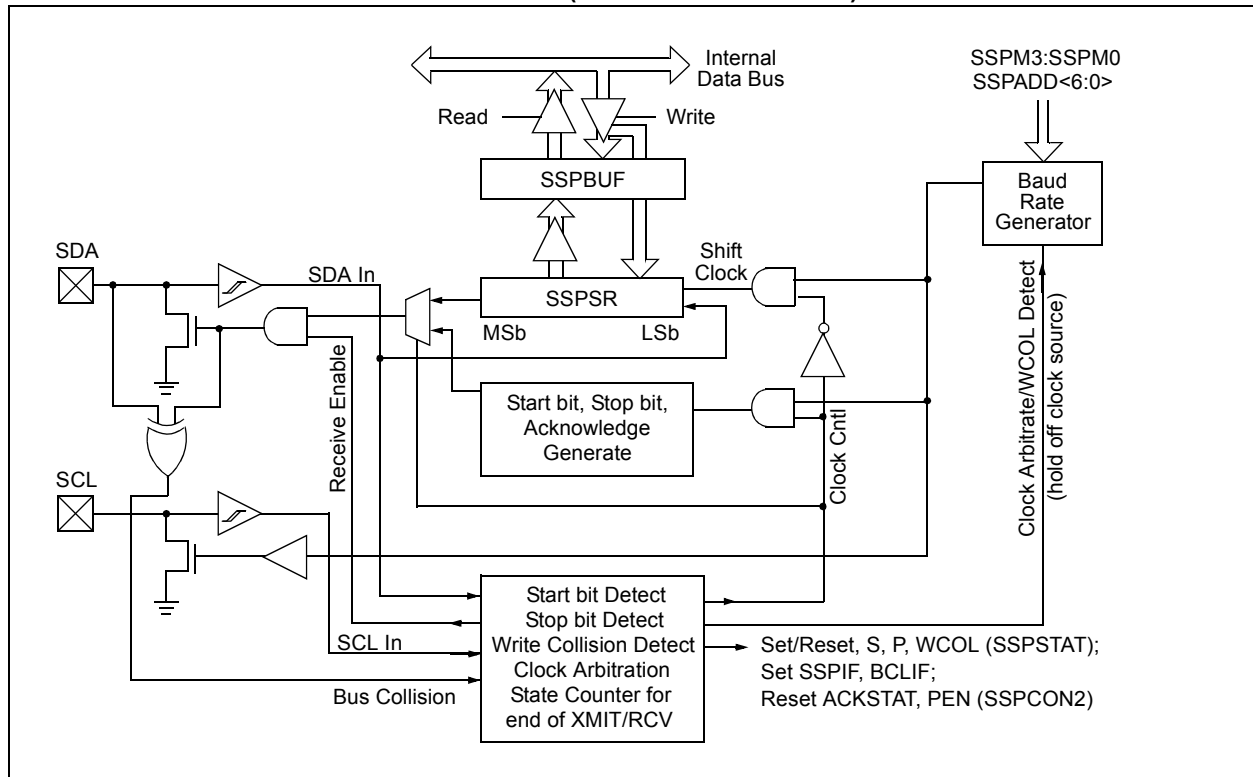 Internal
Data Bus
SSPM3:SSPM0
SSPADD<6:0>
Read
Write
SSPBUF
Baud
Rate
Generator
SDA
SDA In
Shift
Clock
SSPSR
MSb
LSb
Receive Enable
Start bit, Stop bit,
Acknowledge
Generate
Clock Cntl
Clock Arbitrate/WCOL Detect
(hold off clock source)
SCL
SCL In
Bus Collision
Start bit Detect
Stop bit Detect
Write Collision Detect
Clock Arbitration
State Counter for
end of XMIT/RCV
Set/Reset, S, P, WCOL (SSPSTAT);
Set SSPIF, BCLIF;
Reset ACKSTAT, PEN (SSPCON2)